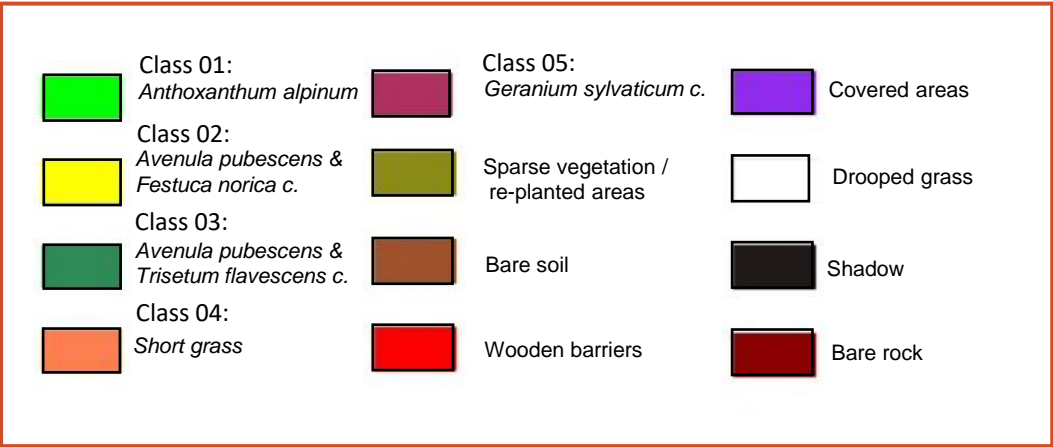 Class 01:
Anthoxanthum alpinum
Class 02:
Avenula pubescens &
Festuca norica c.
Class 03:
Avenula pubescens &
Trisetum flavescens c.
Class 04:
Short grass
Class 05:
Geranium sylvaticum c.
Sparse vegetation /
re-planted areas
Bare soil
Wooden barriers
Covered areas
Drooped grass
Shadow
Bare rock